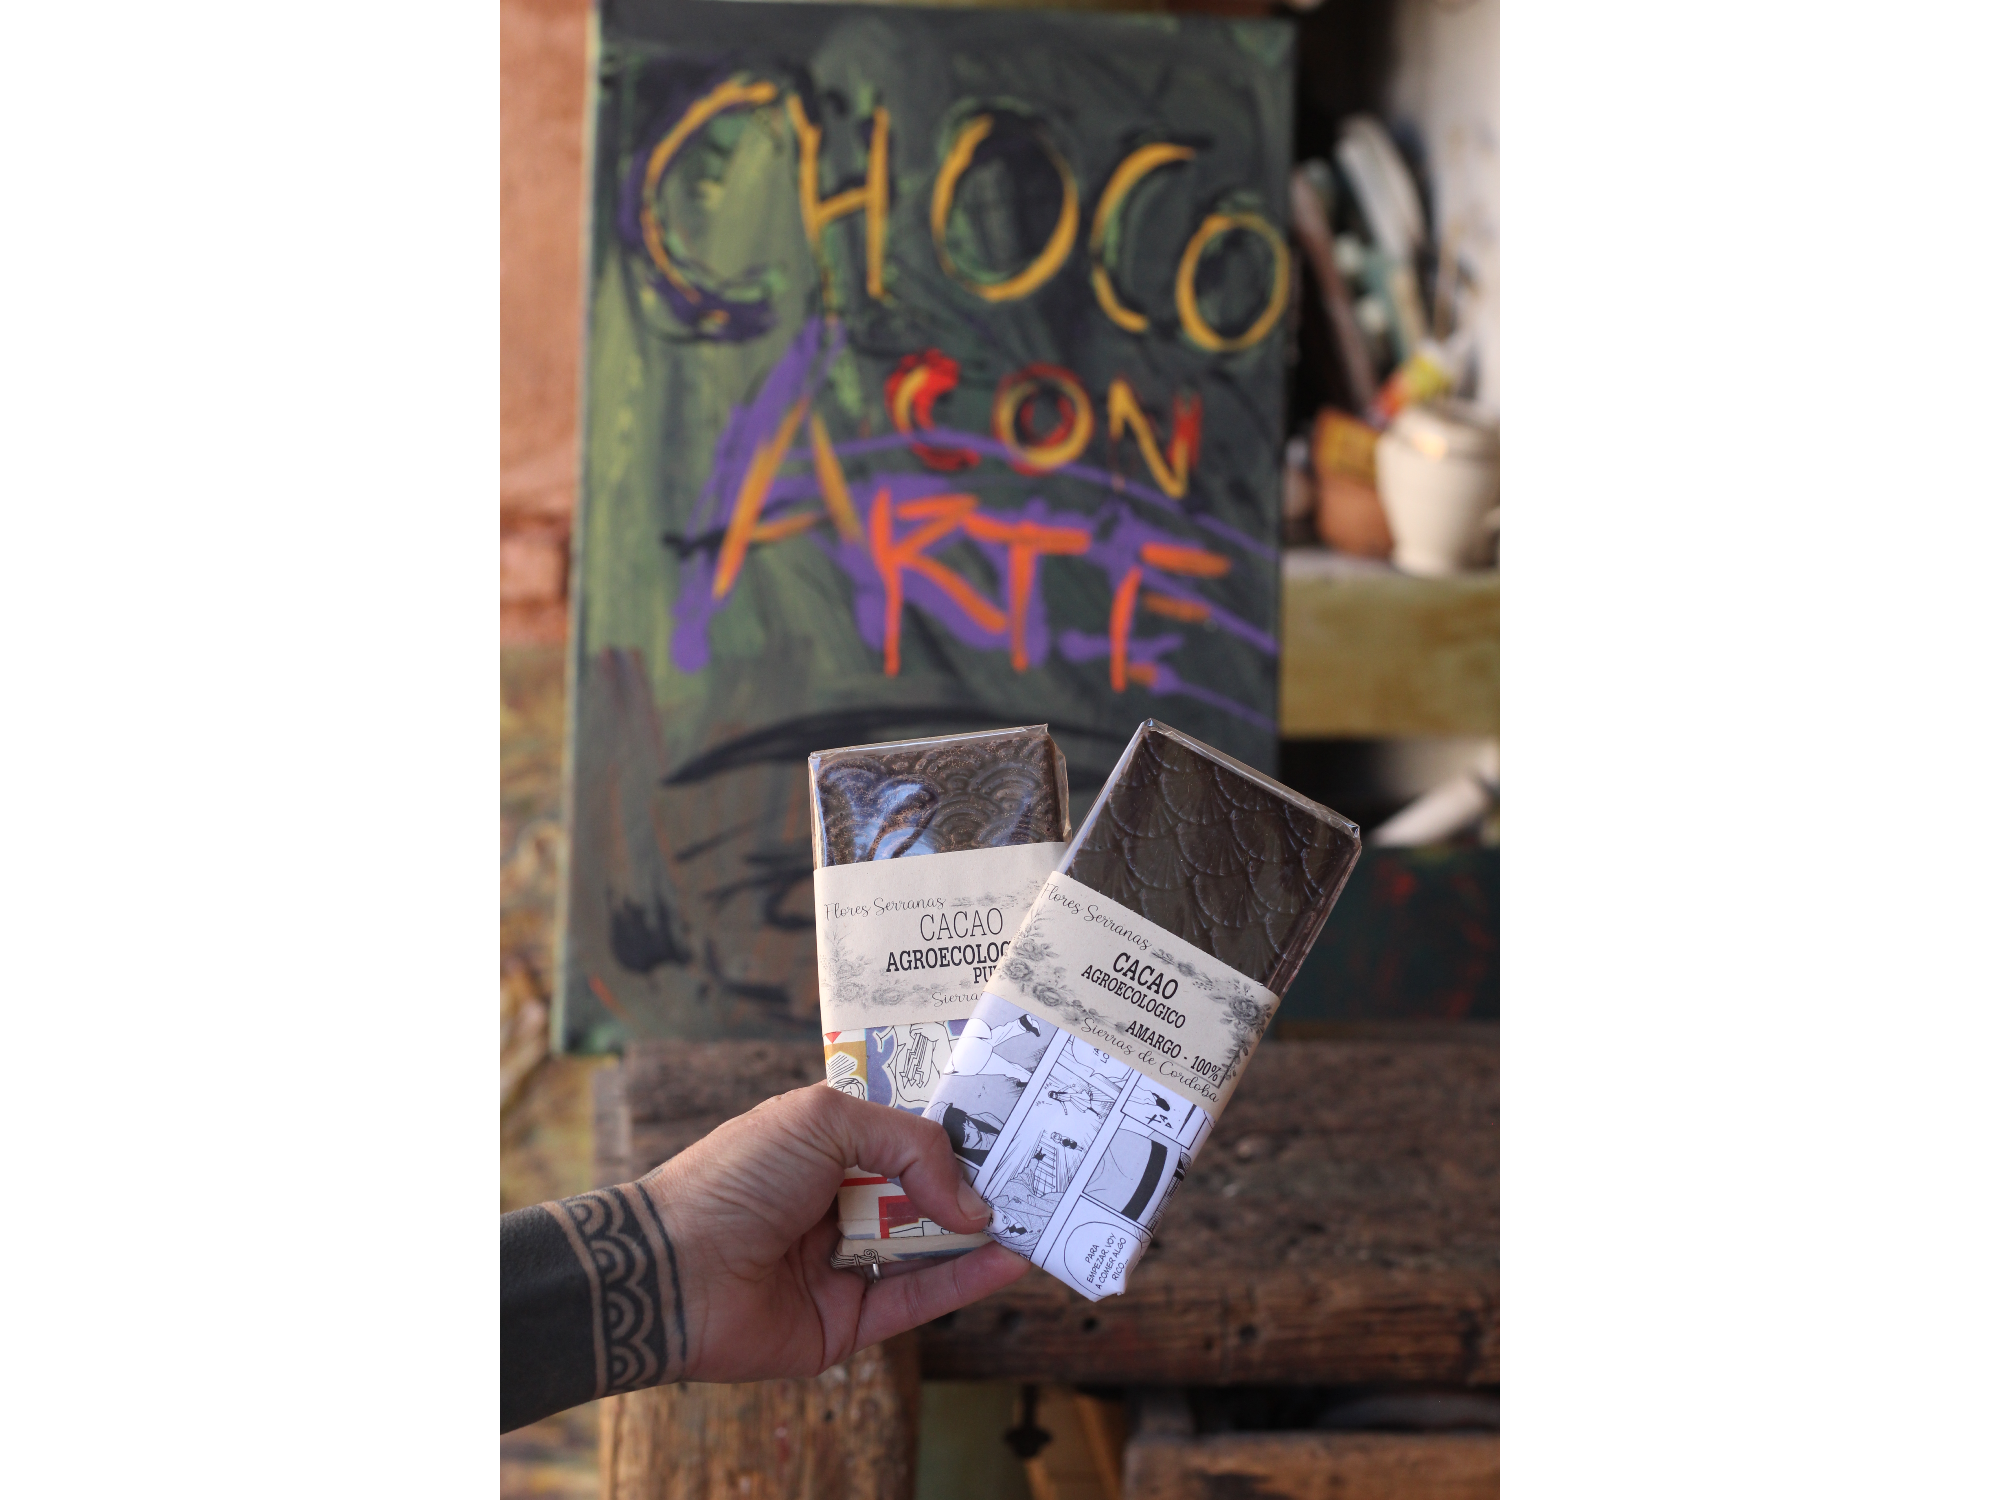 CHOCO
CON
ARTE
Flores Serranas
CACAO
Flores Serranas
CACAO
AGROECOLOGICO
AMARGO - 100%
Sierras de Cordoba
PARA
EMPEZAR, VOY
A COMER ALGO
RICO...